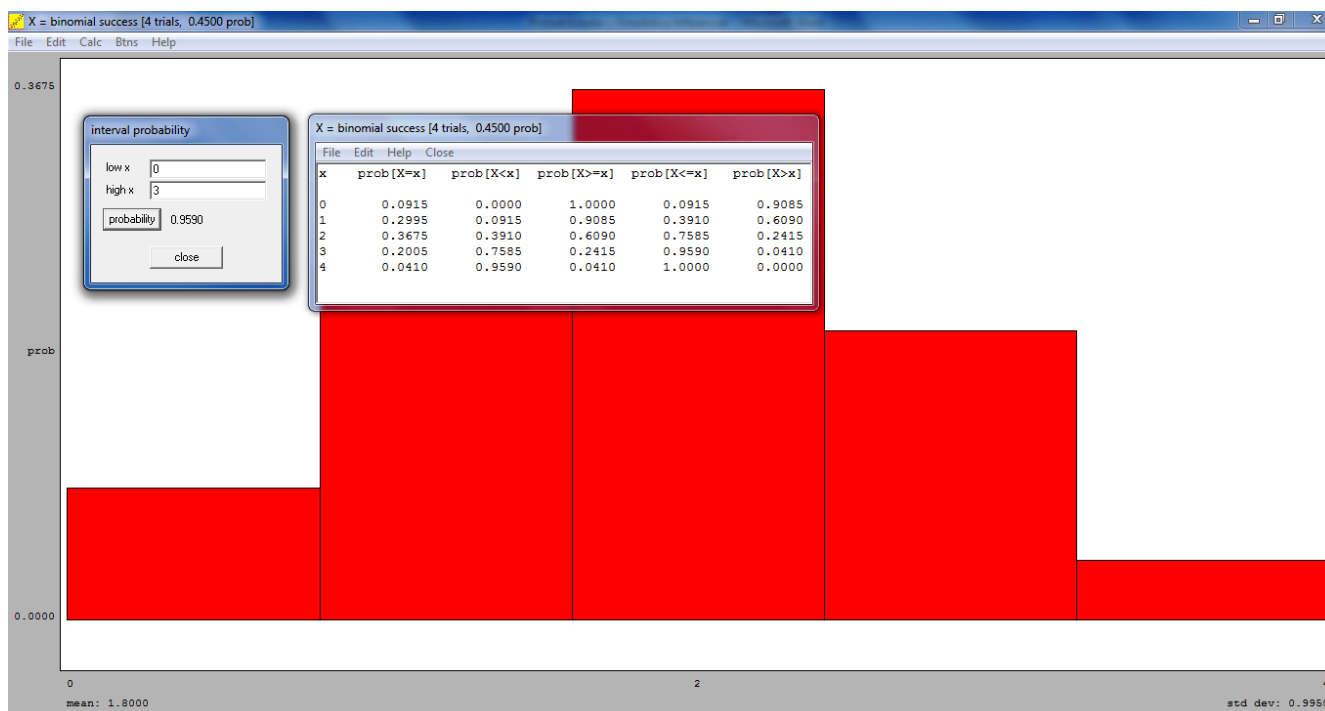 X = binomial success [4 trials, 0.4500 prob]
File Edit Calc Btns Help
0.3675
interval probability
low x 0
high x 3
probability 0.9590
close
X = binomial success [4 trials, 0.4500 prob]
File Edit Help Close
x prob[X=x] prob[X<x] prob[X>=x] prob[X<=x] prob[X>x]
0 0.0915 0.0000 1.0000 0.0915 0.9085
1 0.2995 0.0915 0.9085 0.3910 0.6090
2 0.3675 0.3910 0.6090 0.7585 0.2415
3 0.2005 0.7585 0.2415 0.9590 0.0410
4 0.0410 0.9590 0.0410 1.0000 0.0000
prob
0.0000
0 2
mean: 1.8000 std dev: 0.995